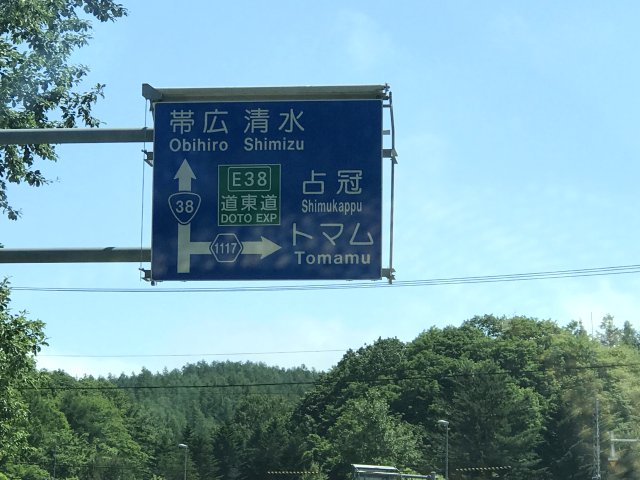 帯広 清水
Obihiro Shimizu
38
E38
道東道
DOTO EXP
占冠
Shimukappu
1117
トマム
Tomamu